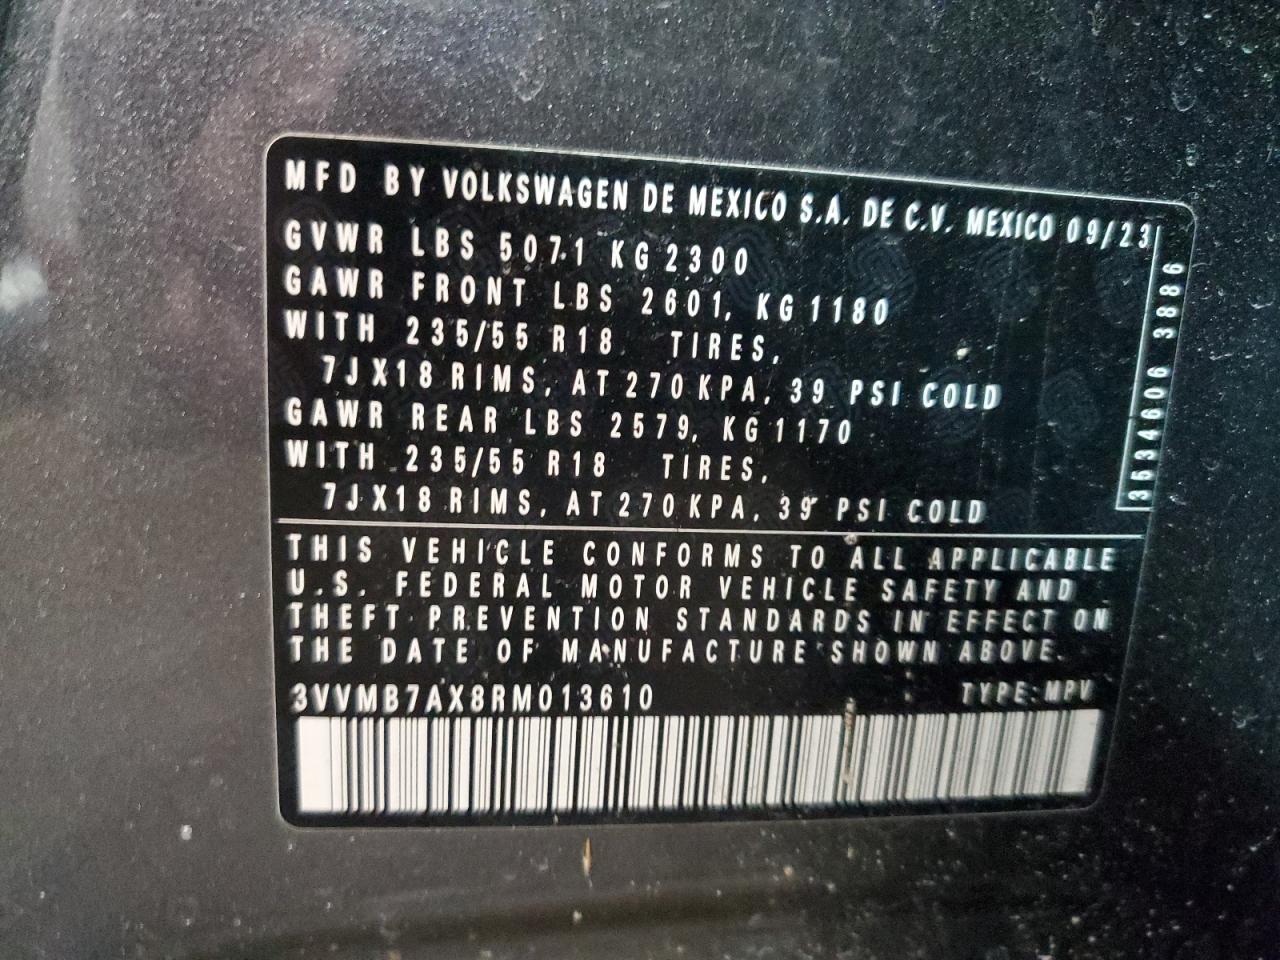 MFD BY VOLKSWAGEN DE MEXICO S.A. DE C.V. MEXICO 09/23
GVWR LBS 5071 KG 2300
GAWR FRONT LBS 2601, KG 1180
WITH 235/55 R18 TIRES,
7JX18 RIMS, AT 270 KPA, 39 PSI COLD
GAWR REAR LBS 2579, KG 1170
WITH 235/55 R18 TIRES,
7JX18 RIMS, AT 270 KPA, 39 PSI COLD
3534606 3886
THIS VEHICLE CONFORMS TO ALL APPLICABLE
U.S. FEDERAL MOTOR VEHICLE SAFETY AND
THEFT PREVENTION STANDARDS IN EFFECT ON
THE DATE OF MANUFACTURE SHOWN ABOVE.
3VVMB7AX8RM013610 TYPE: MPV